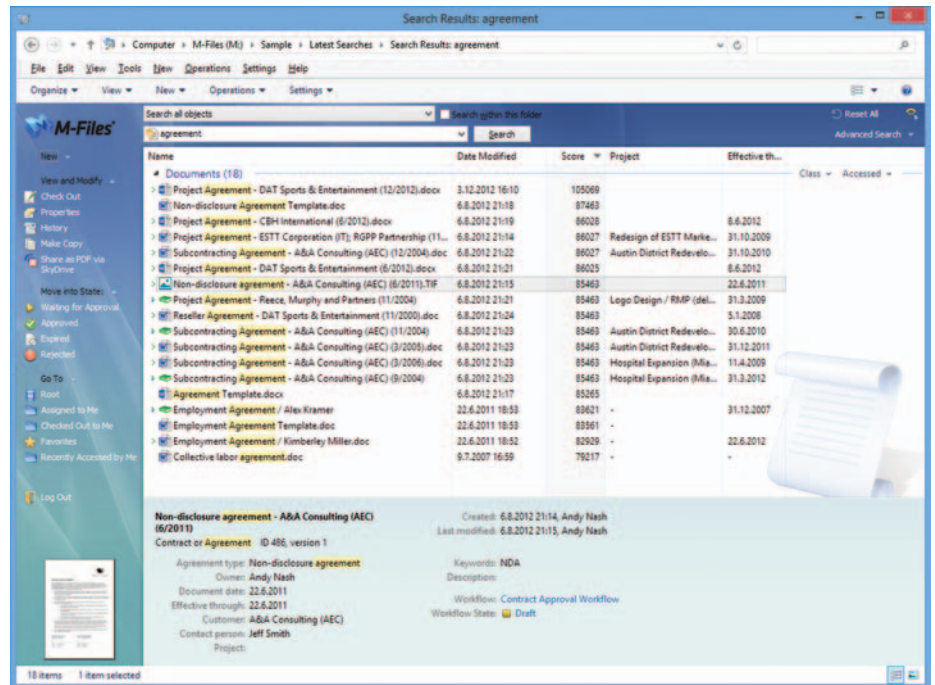 Search Results: agreement
Computer ▸ M-Files (M:) ▸ Sample ▸ Latest Searches ▸ Search Results: agreement
File Edit View Tools New Operations Settings Help
Organize View New Operations Settings
M-Files
Search all objects Search within this folder Reset All
agreement Search Advanced Search
New
View and Modify
Check Out
Properties
History
Make Copy
Share as PDF via
SkyDrive
Move into State:
Waiting for Approval
Approved
Expired
Rejected
Go To
Root
Assigned to Me
Checked Out to Me
Favorites
Recently Accessed by Me
Log Out
Name Date Modified Score Project Effective th...
Documents (18) Class Accessed
Project Agreement - DAT Sports & Entertainment (12/2012).docx 3.12.2012 16:10 105069
Non-disclosure Agreement Template.doc 6.8.2012 21:18 87463
Project Agreement - CBH International (6/2012).docx 6.8.2012 21:19 86028 8.6.2012
Project Agreement - ESTT Corporation (IT); RGPP Partnership (11... 6.8.2012 21:14 86027 Redesign of ESTT Marke... 31.10.2009
Subcontracting Agreement - A&A Consulting (AEC) (12/2004).doc 6.8.2012 21:22 86027 Austin District Redevelo... 31.10.2010
Project Agreement - DAT Sports & Entertainment (6/2012).docx 6.8.2012 21:21 86025 8.6.2012
Non-disclosure agreement - A&A Consulting (AEC) (6/2011).TIF 6.8.2012 21:15 85463 22.6.2011
Project Agreement - Reece, Murphy and Partners (11/2004) 6.8.2012 21:21 85463 Logo Design / RMP (del... 31.3.2009
Reseller Agreement - DAT Sports & Entertainment (11/2000).doc 6.8.2012 21:24 85463 5.1.2008
Subcontracting Agreement - A&A Consulting (AEC) (11/2004) 6.8.2012 21:23 85463 Austin District Redevelo... 30.6.2010
Subcontracting Agreement - A&A Consulting (AEC) (3/2005).doc 6.8.2012 21:23 85463 Austin District Redevelo... 31.12.2011
Subcontracting Agreement - A&A Consulting (AEC) (3/2006).doc 6.8.2012 21:23 85463 Hospital Expansion (Mia... 11.4.2009
Subcontracting Agreement - A&A Consulting (AEC) (9/2004) 6.8.2012 21:23 85463 Hospital Expansion (Mia... 31.3.2012
Agreement Template.docx 6.8.2012 21:17 85265
Employment Agreement / Alex Kramer 22.6.2011 18:53 83621 - 31.12.2007
Employment Agreement Template.doc 22.6.2011 18:53 83561 -
Employment Agreement / Kimberley Miller.doc 22.6.2011 18:52 82929 - 22.6.2012
Collective labor agreement.doc 9.7.2007 16:59 79217 - -
Non-disclosure agreement - A&A Consulting (AEC)
(6/2011)
Contract or Agreement ID 486, version 1
Created: 6.8.2012 21:14, Andy Nash
Last modified: 6.8.2012 21:15, Andy Nash
Agreement type: Non-disclosure agreement
Owner: Andy Nash
Document date: 22.6.2011
Effective through: 22.6.2011
Customer: A&A Consulting (AEC)
Contact person: Jeff Smith
Project:
Keywords: NDA
Description:
Workflow: Contract Approval Workflow
Workflow State: Draft
18 items 1 item selected